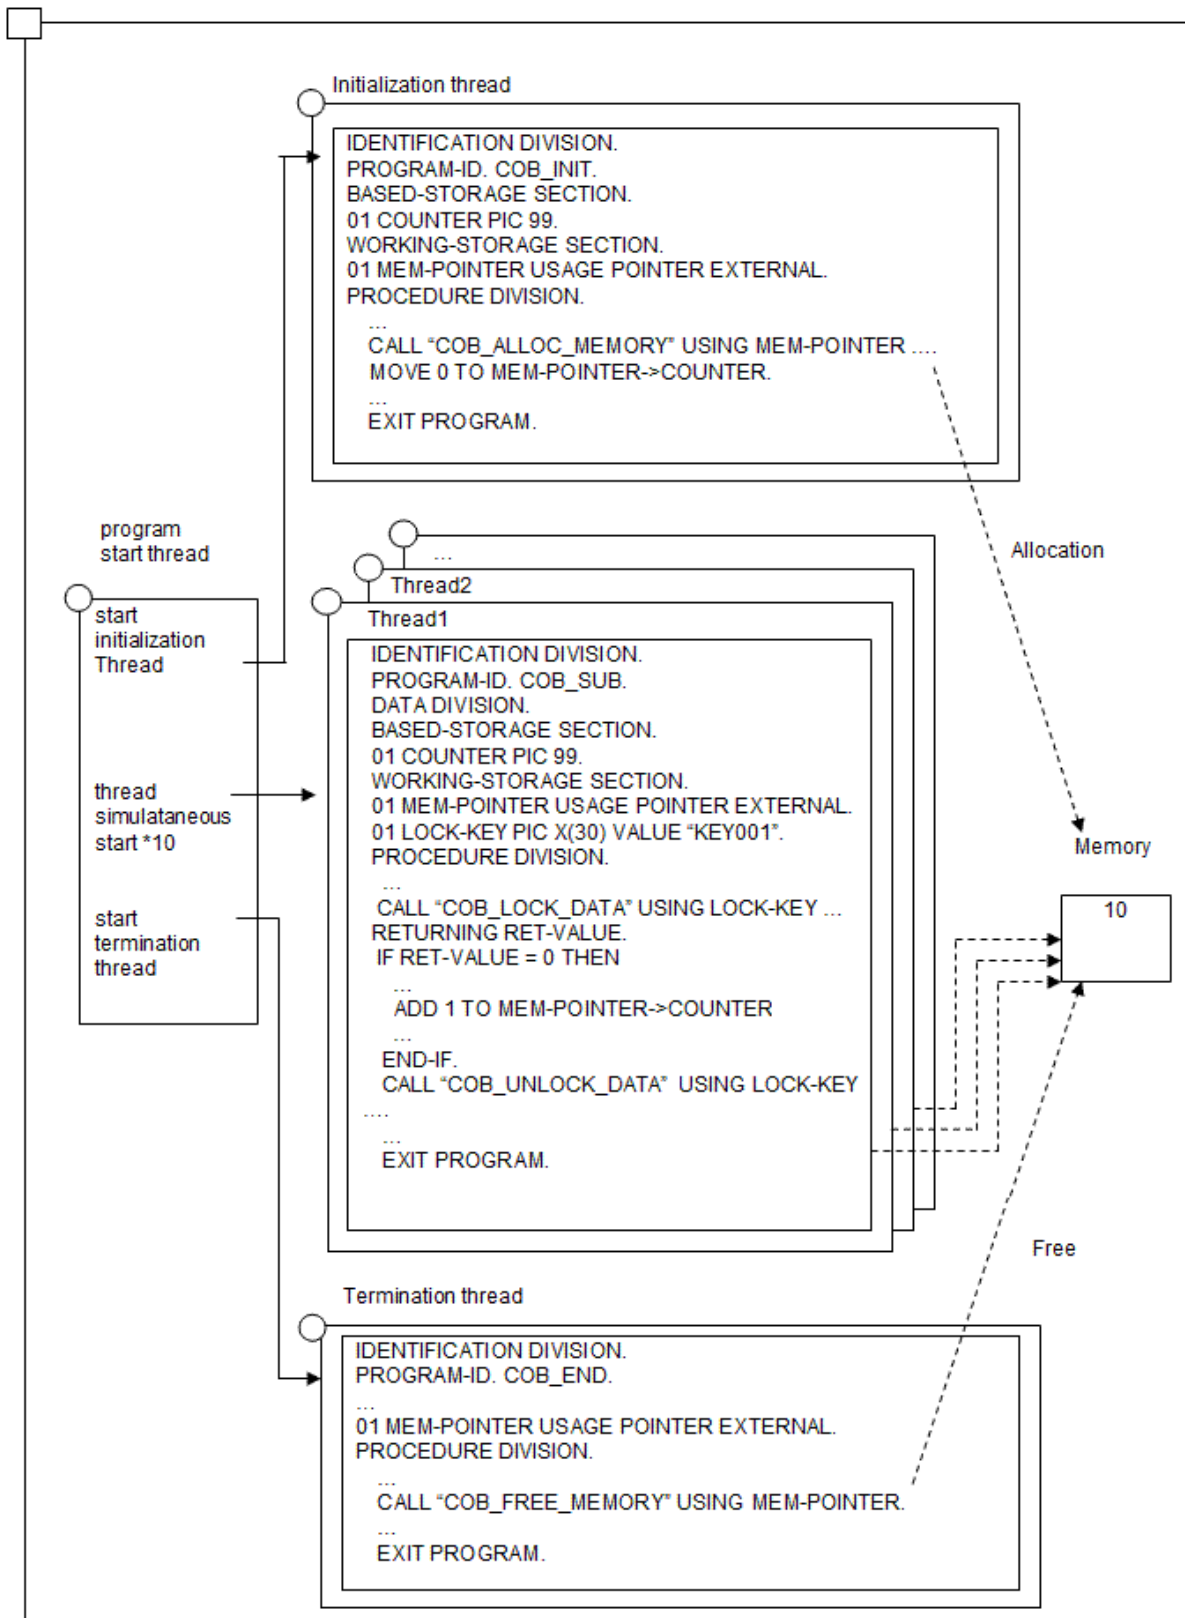 Initialization thread
IDENTIFICATION DIVISION.
PROGRAM-ID. COB_INIT.
BASED-STORAGE SECTION.
01 COUNTER PIC 99.
WORKING-STORAGE SECTION.
01 MEM-POINTER USAGE POINTER EXTERNAL.
PROCEDURE DIVISION.
...
CALL “COB_ALLOC_MEMORY” USING MEM-POINTER ....
MOVE 0 TO MEM-POINTER->COUNTER.
...
EXIT PROGRAM.
program
start thread
start
initialization
Thread
thread
simulataneous
start *10
start
termination
thread
...
Thread2
Thread1
IDENTIFICATION DIVISION.
PROGRAM-ID. COB_SUB.
DATA DIVISION.
BASED-STORAGE SECTION.
01 COUNTER PIC 99.
WORKING-STORAGE SECTION.
01 MEM-POINTER USAGE POINTER EXTERNAL.
01 LOCK-KEY PIC X(30) VALUE “KEY001”.
PROCEDURE DIVISION.
...
CALL “COB_LOCK_DATA” USING LOCK-KEY ...
RETURNING RET-VALUE.
IF RET-VALUE = 0 THEN
...
ADD 1 TO MEM-POINTER->COUNTER
...
END-IF.
CALL “COB_UNLOCK_DATA” USING LOCK-KEY
....
...
EXIT PROGRAM.
Allocation
Memory
10
Free
Termination thread
IDENTIFICATION DIVISION.
PROGRAM-ID. COB_END.
...
01 MEM-POINTER USAGE POINTER EXTERNAL.
PROCEDURE DIVISION.
...
CALL “COB_FREE_MEMORY” USING MEM-POINTER.
...
EXIT PROGRAM.